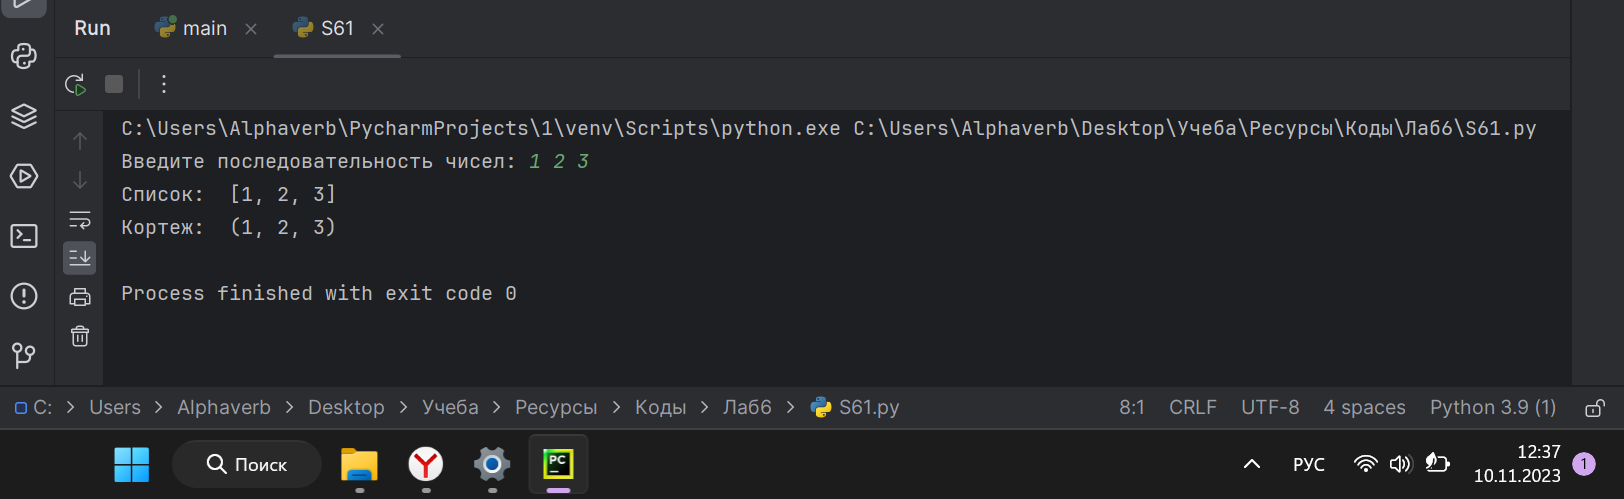 Run main S61
C:\Users\Alphaverb\PycharmProjects\1\venv\Scripts\python.exe C:\Users\Alphaverb\Desktop\Учеба\Ресурсы\Коды\Лаб6\S61.py
Введите последовательность чисел: 1 2 3
Список:  [1, 2, 3]
Кортеж:  (1, 2, 3)
Process finished with exit code 0
C: > Users > Alphaverb > Desktop > Учеба > Ресурсы > Коды > Лаб6 > S61.py 8:1 CRLF UTF-8 4 spaces Python 3.9 (1)
Поиск PC РУС 12:37 1
10.11.2023